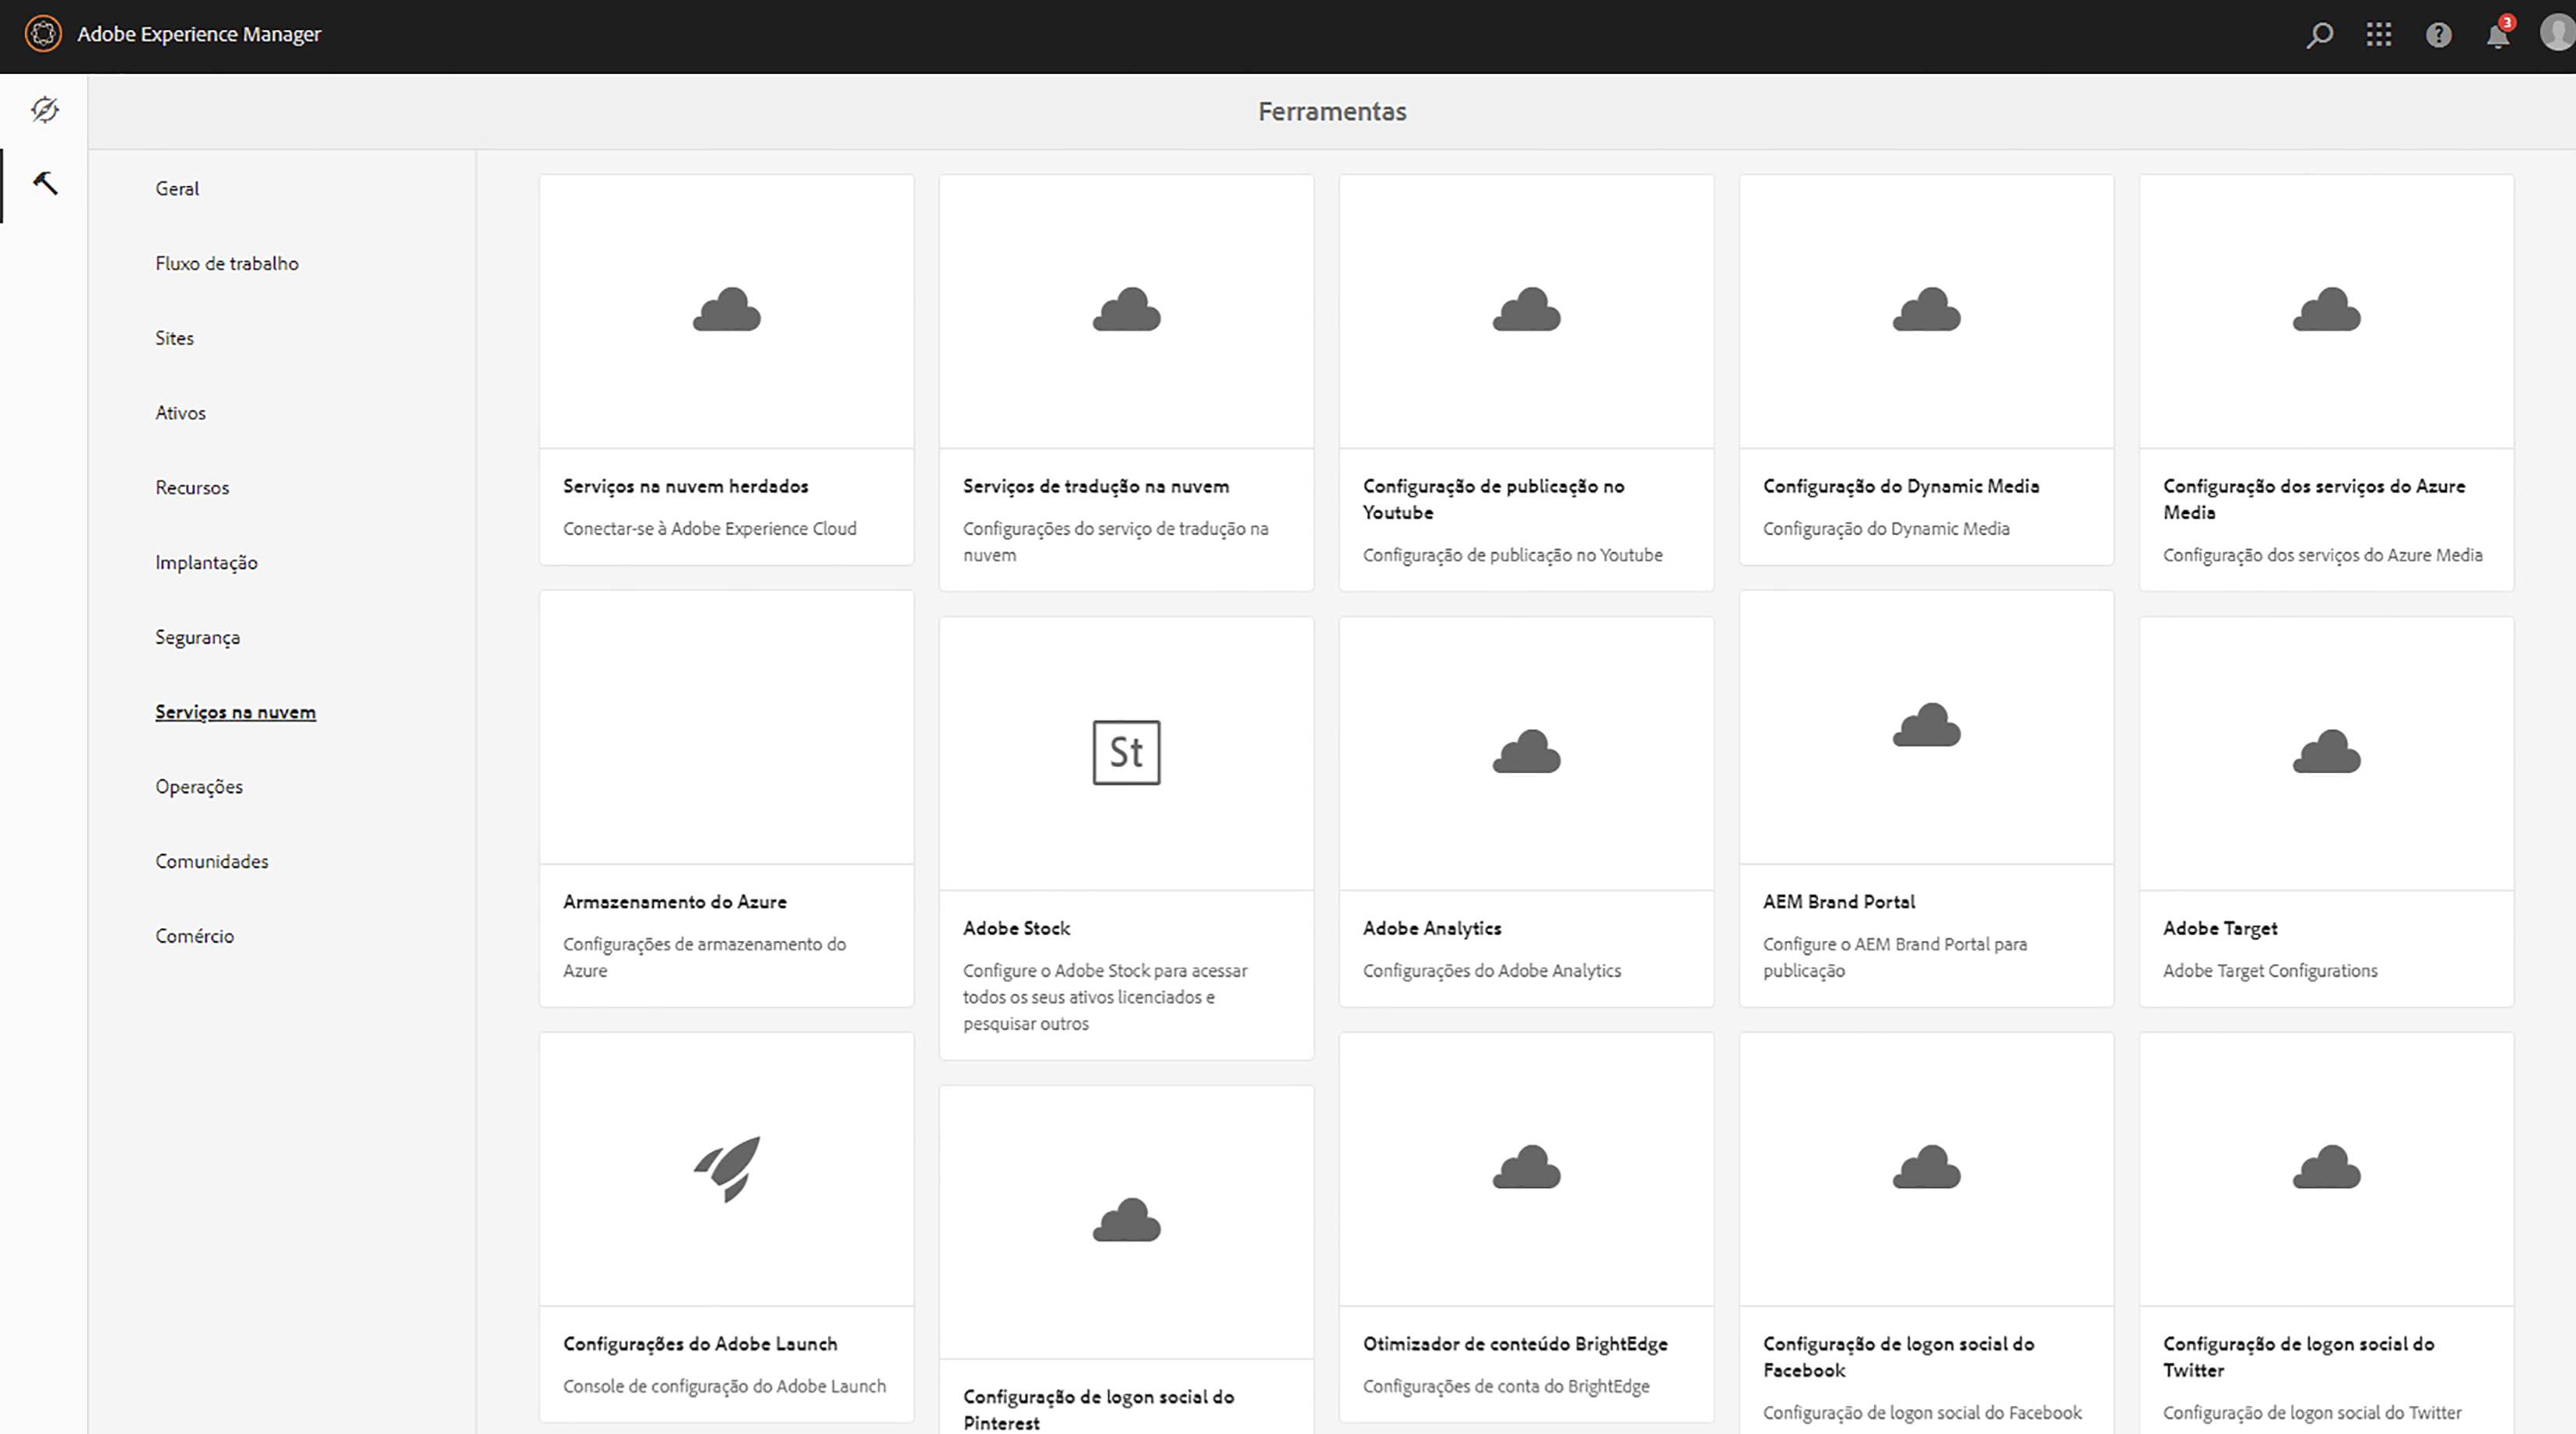 Adobe Experience Manager
3
Ferramentas
Geral
Fluxo de trabalho
Sites
Ativos
Recursos
Implantação
Segurança
Serviços na nuvem
Operações
Comunidades
Comércio
Serviços na nuvem herdados
Conectar-se à Adobe Experience Cloud
Serviços de tradução na nuvem
Configurações do serviço de tradução na
nuvem
Configuração de publicação no
Youtube
Configuração de publicação no Youtube
Configuração do Dynamic Media
Configuração do Dynamic Media
Configuração dos serviços do Azure
Media
Configuração dos serviços do Azure Media
Armazenamento do Azure
Configurações de armazenamento do
Azure
St
Adobe Stock
Configure o Adobe Stock para acessar
todos os seus ativos licenciados e
pesquisar outros
Adobe Analytics
Configurações do Adobe Analytics
AEM Brand Portal
Configure o AEM Brand Portal para
publicação
Adobe Target
Adobe Target Configurations
Configurações do Adobe Launch
Console de configuração do Adobe Launch
Configuração de logon social do
Pinterest
Otimizador de conteúdo BrightEdge
Configurações de conta do BrightEdge
Configuração de logon social do
Facebook
Configuração de logon social do Facebook
Configuração de logon social do
Twitter
Configuração de logon social do Twitter